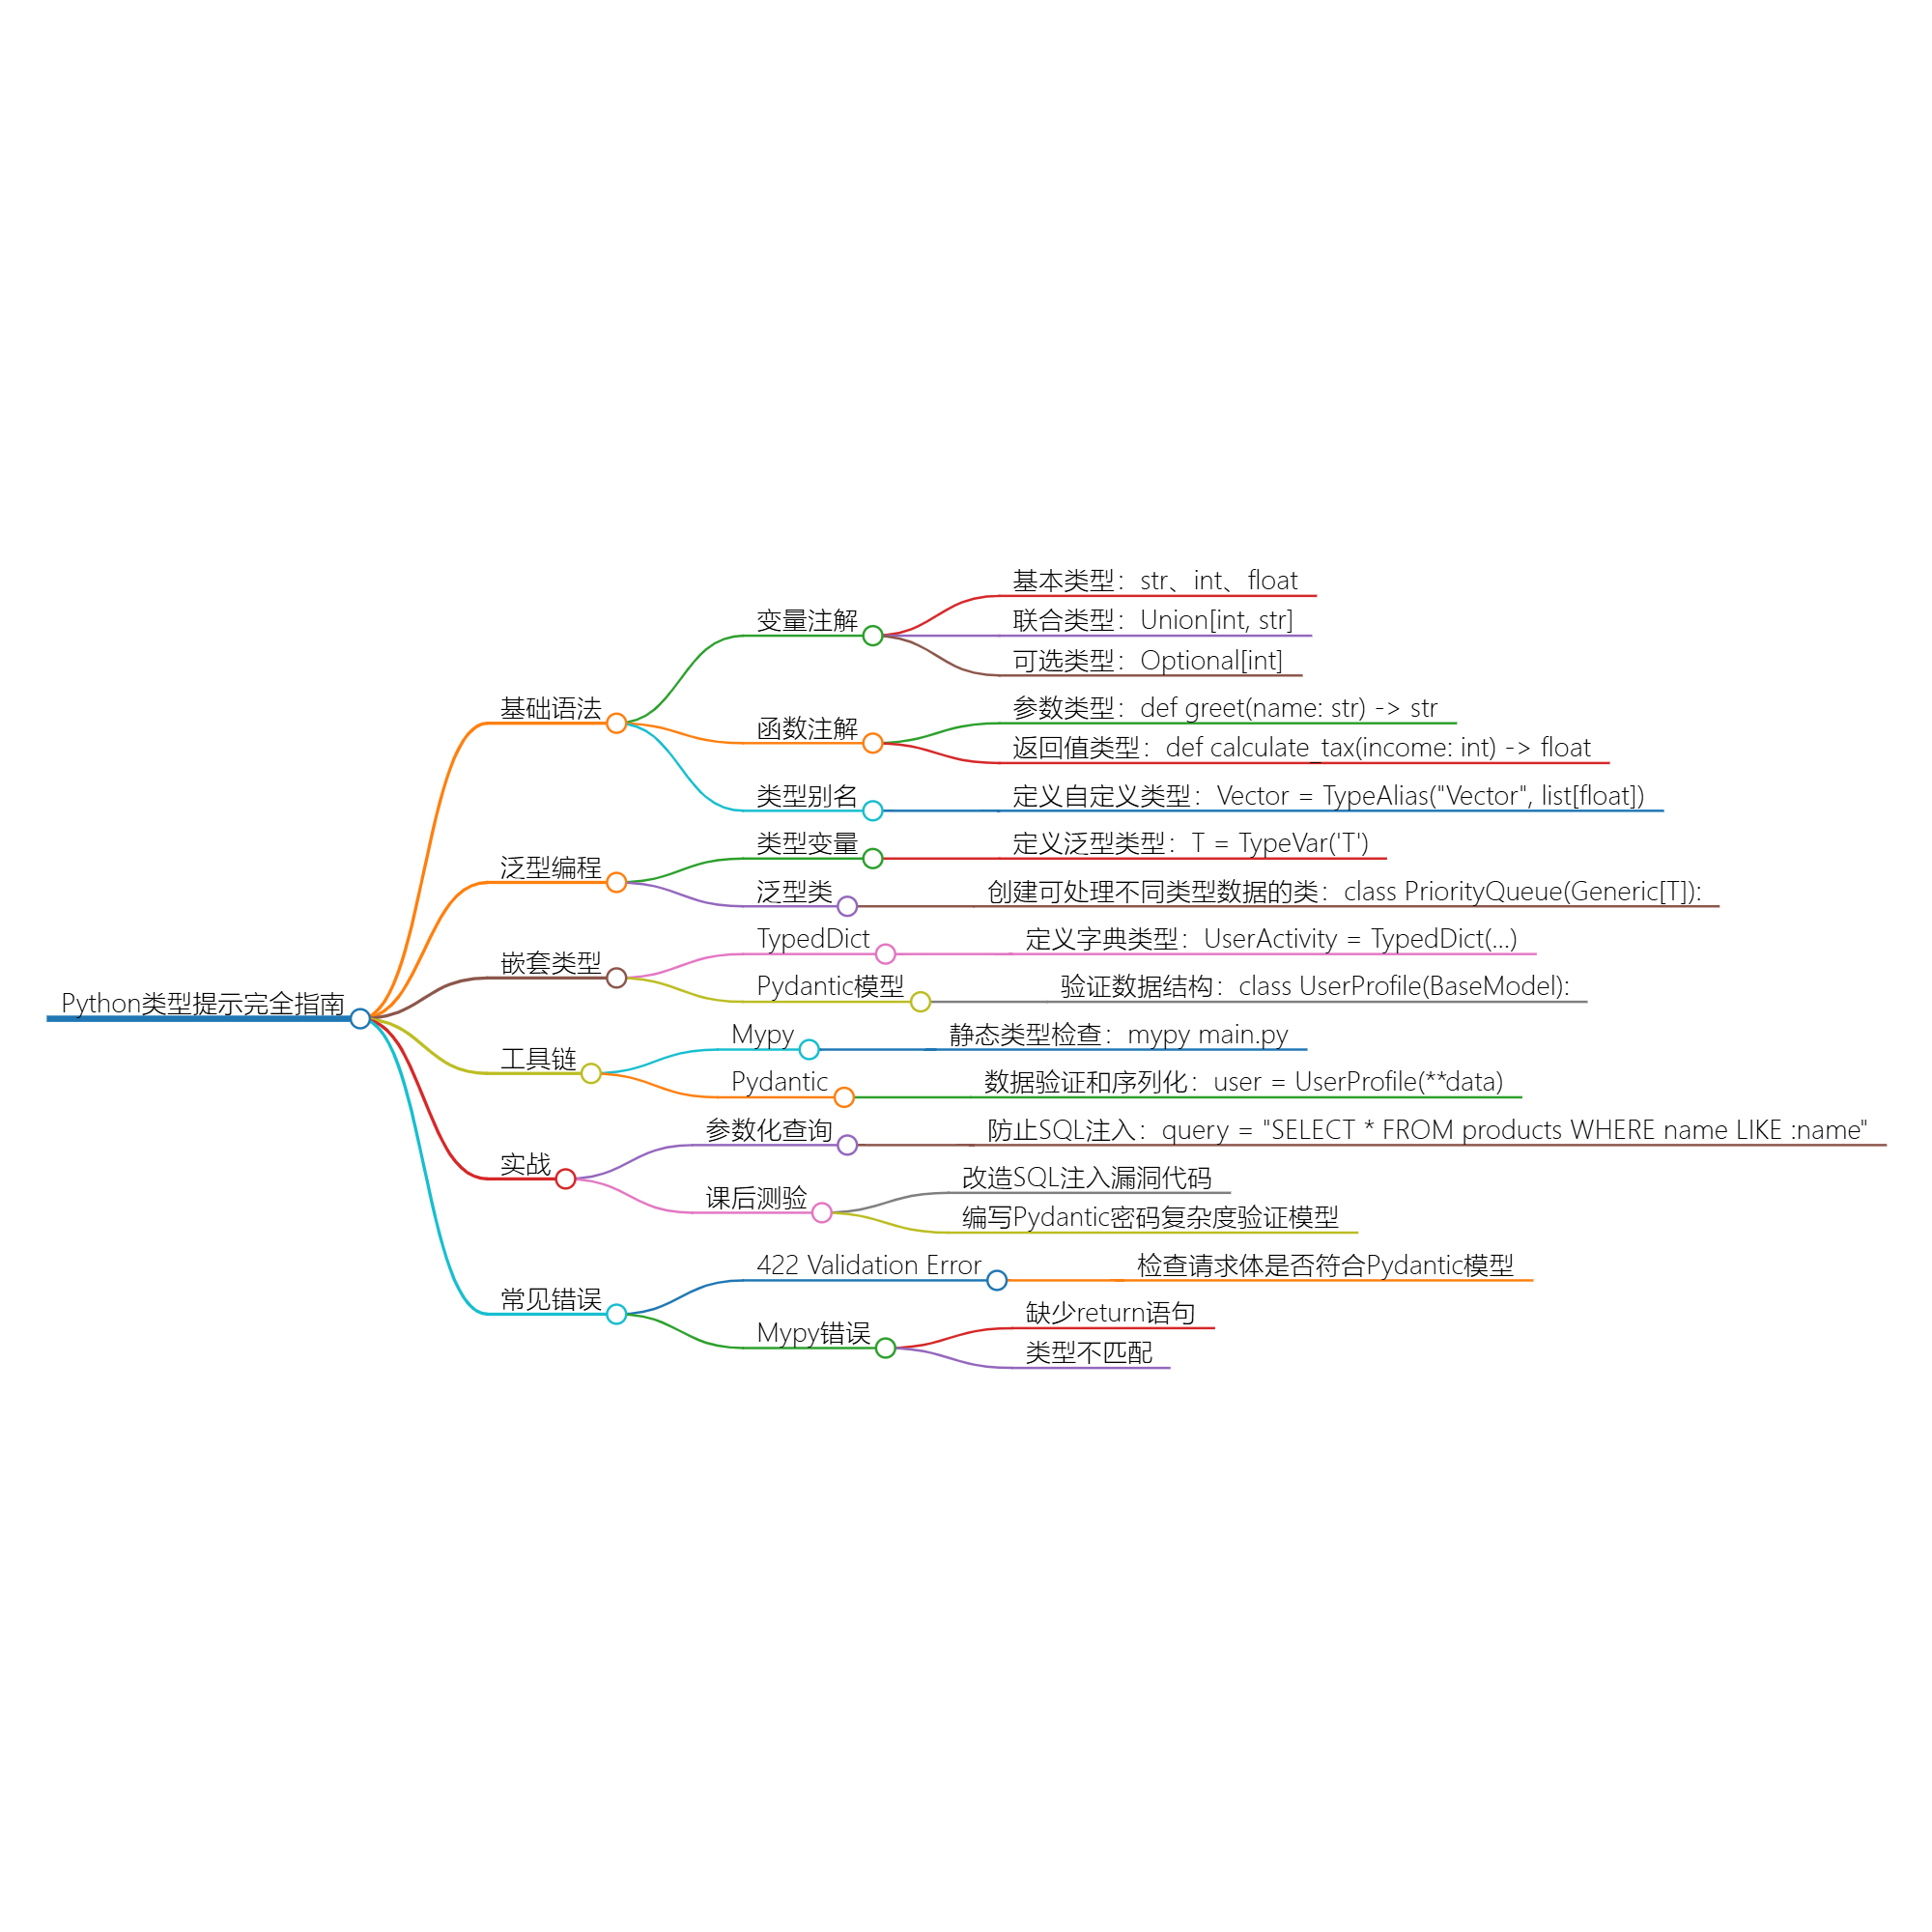 Python类型提示完全指南
基础语法
变量注解
基本类型：str、int、float
联合类型：Union[int, str]
可选类型：Optional[int]
函数注解
参数类型：def greet(name: str) -> str
返回值类型：def calculate_tax(income: int) -> float
类型别名
定义自定义类型：Vector = TypeAlias("Vector", list[float])
泛型编程
类型变量
定义泛型类型：T = TypeVar('T')
泛型类
创建可处理不同类型数据的类：class PriorityQueue(Generic[T]):
嵌套类型
TypedDict
定义字典类型：UserActivity = TypedDict(...)
Pydantic模型
验证数据结构：class UserProfile(BaseModel):
工具链
Mypy
静态类型检查：mypy main.py
Pydantic
数据验证和序列化：user = UserProfile(**data)
实战
参数化查询
防止SQL注入：query = "SELECT * FROM products WHERE name LIKE :name"
课后测验
改造SQL注入漏洞代码
编写Pydantic密码复杂度验证模型
常见错误
422 Validation Error
检查请求体是否符合Pydantic模型
Mypy错误
缺少return语句
类型不匹配